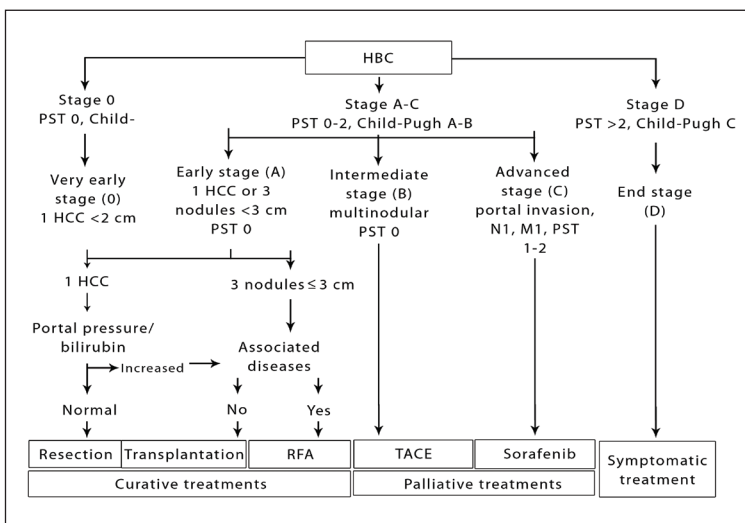 HBC
Stage 0
PST 0, Child-
Stage A-C
PST 0-2, Child-Pugh A-B
Stage D
PST >2, Child-Pugh C
Very early
stage (0)
1 HCC <2 cm
Early stage (A)
1 HCC or 3
nodules <3 cm
PST 0
Intermediate
stage (B)
multinodular
PST 0
Advanced
stage (C)
portal invasion,
N1, M1, PST
1-2
End stage
(D)
1 HCC
3 nodules ≤ 3 cm
Portal pressure/
bilirubin
Increased
Associated
diseases
Normal
No
Yes
Resection
Transplantation
RFA
TACE
Sorafenib
Symptomatic
treatment
Curative treatments
Palliative treatments